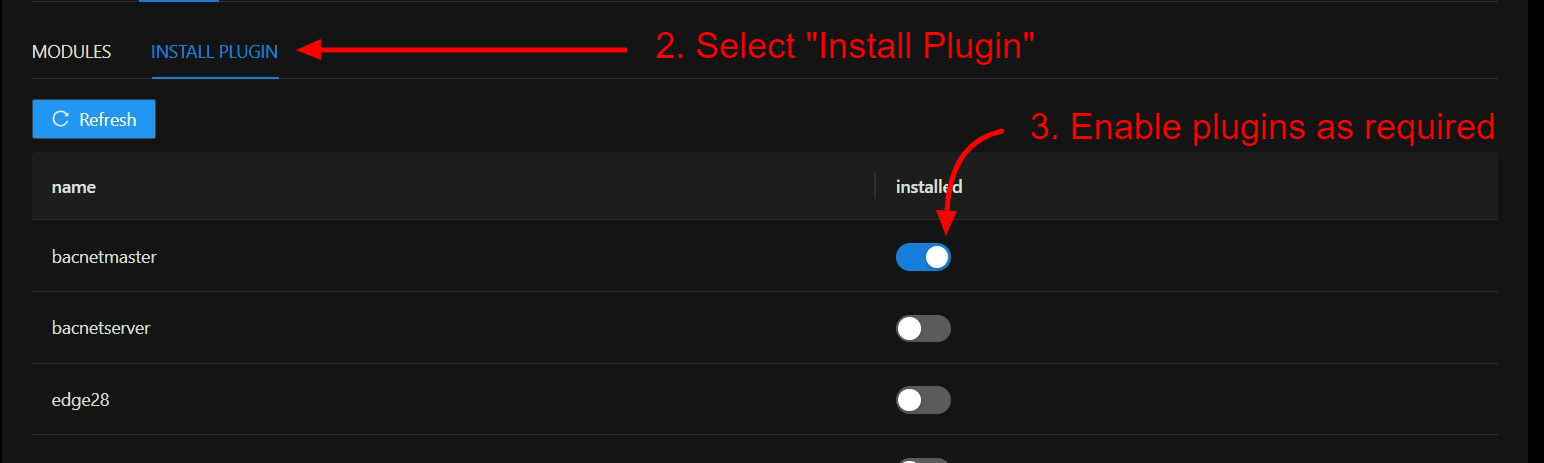 MODULES INSTALL PLUGIN 2. Select "Install Plugin"
Refresh
3. Enable plugins as required
name installed
bacnetmaster
bacnetserver
edge28